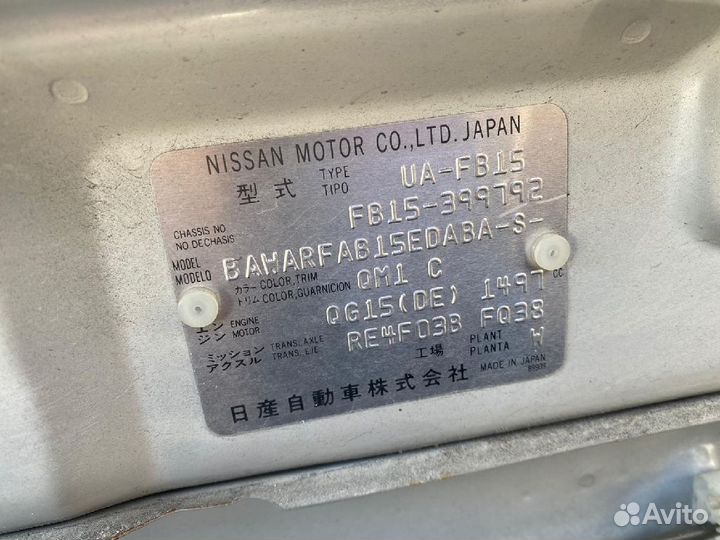 NISSAN MOTOR CO.,LTD. JAPAN
型式 TYPE TIPO UA-FB15
CHASSIS NO NO DECHASIS FB15-399792
MODEL MODELO BAWARFAB15EDABA-S-
カラー COLOR,TRIM トリム COLOR,GUARNICION QM1 C
エンジン ENGINE MOTOR QG15(DE) 1497 CC
ミッション アクスル TRANS. AXLE TRANS. EJE RE4F03B FQ38
工場 PLANT PLANTA W
MADE IN JAPAN
日産自動車株式会社
Avito